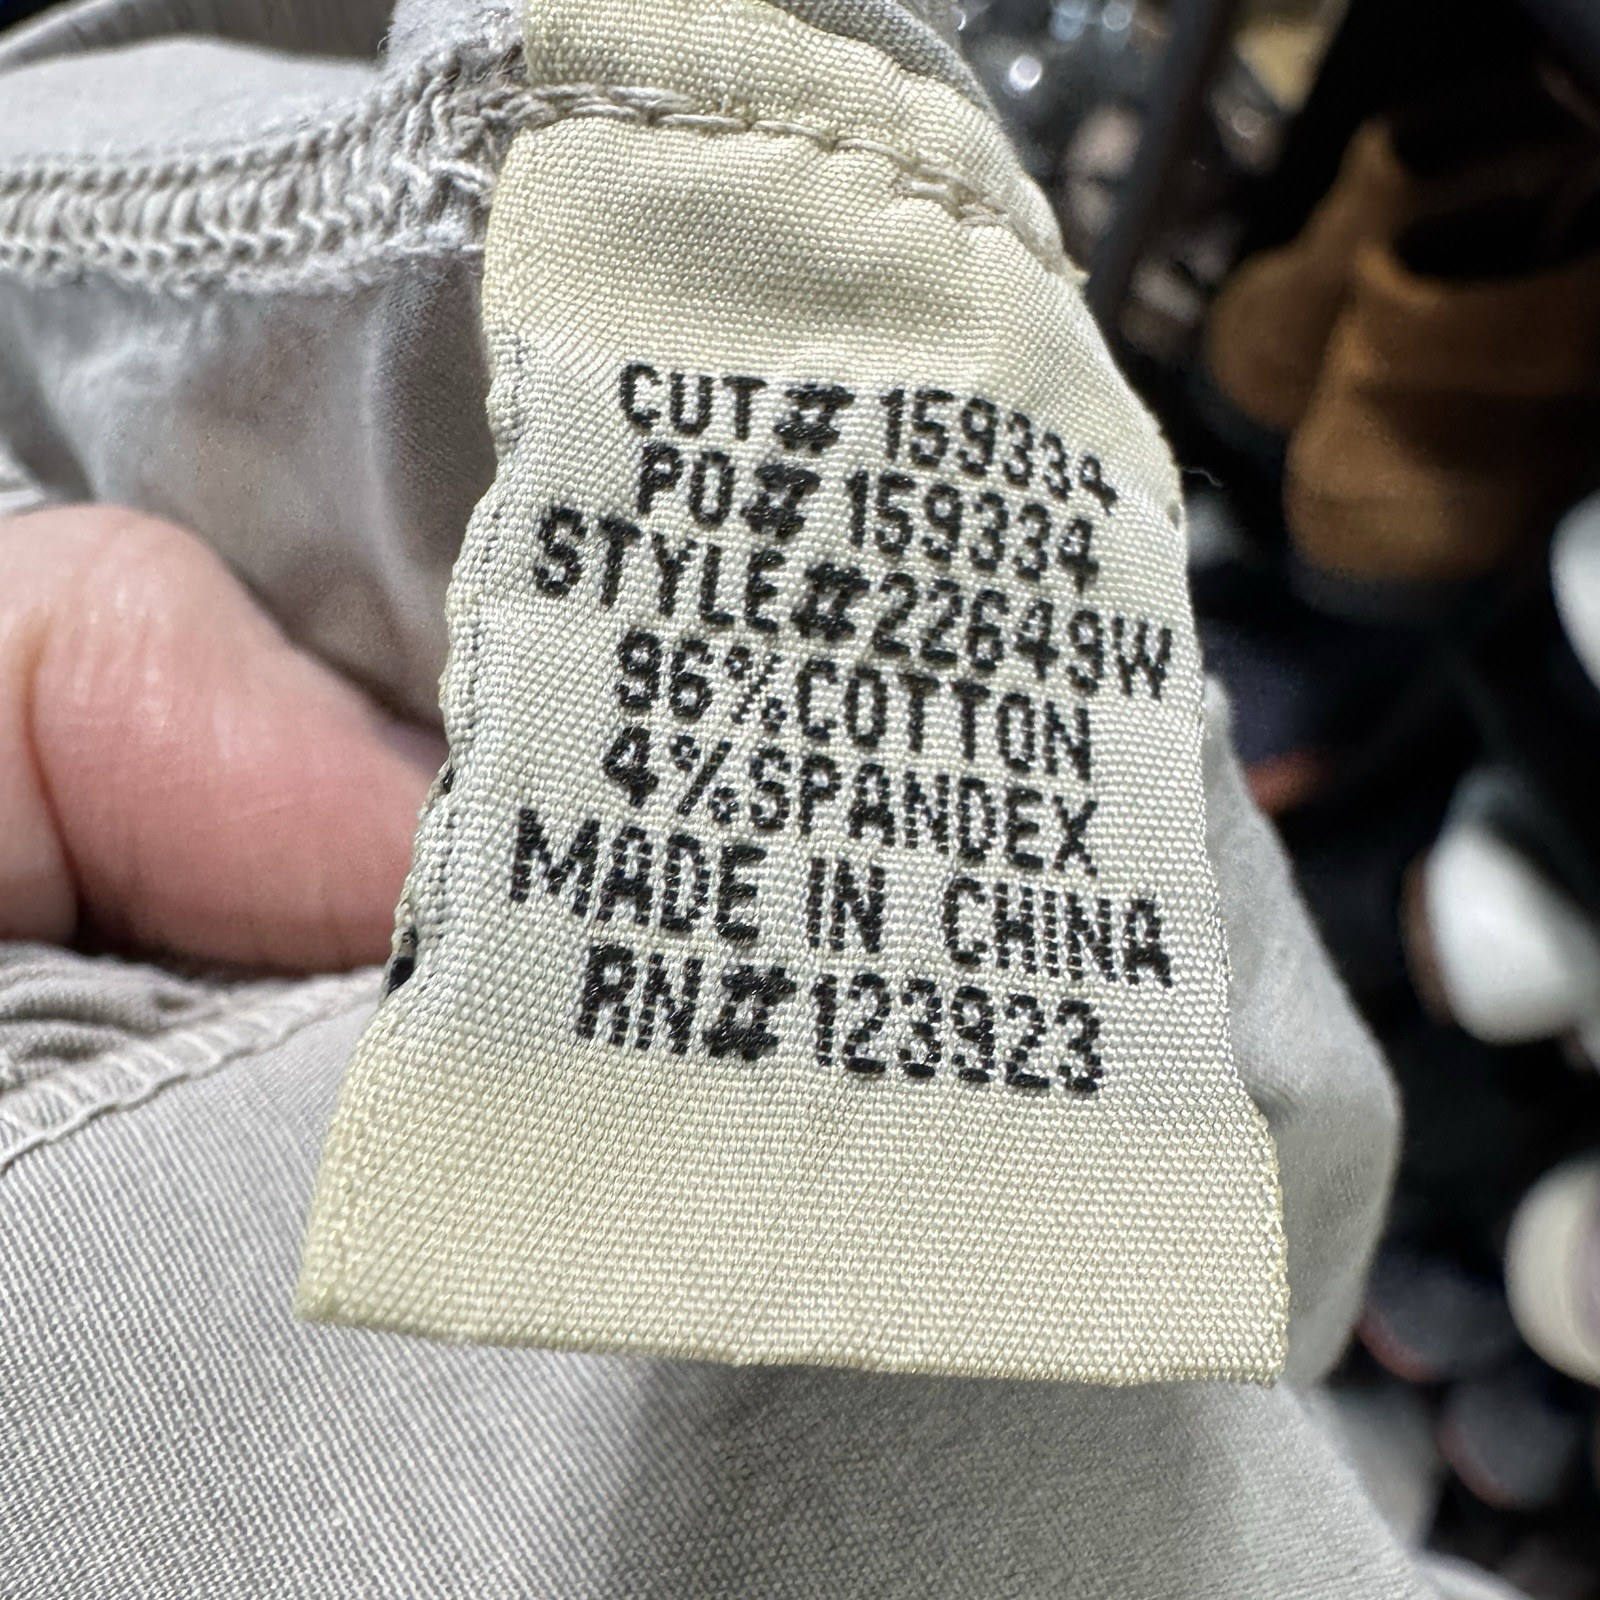 CUT# 159334
PO# 159334
STYLE#22649W
96%COTTON
4%SPANDEX
MADE IN CHINA
RN#123923